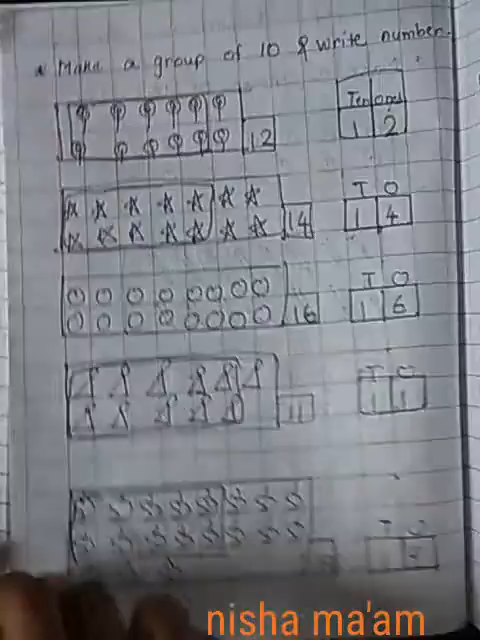 * Make a group of 10 & write number.
Ten ones
12 1 2
T O
14 1 4
T O
16 1 6
T O
11 1 1
T O
nisha ma'am